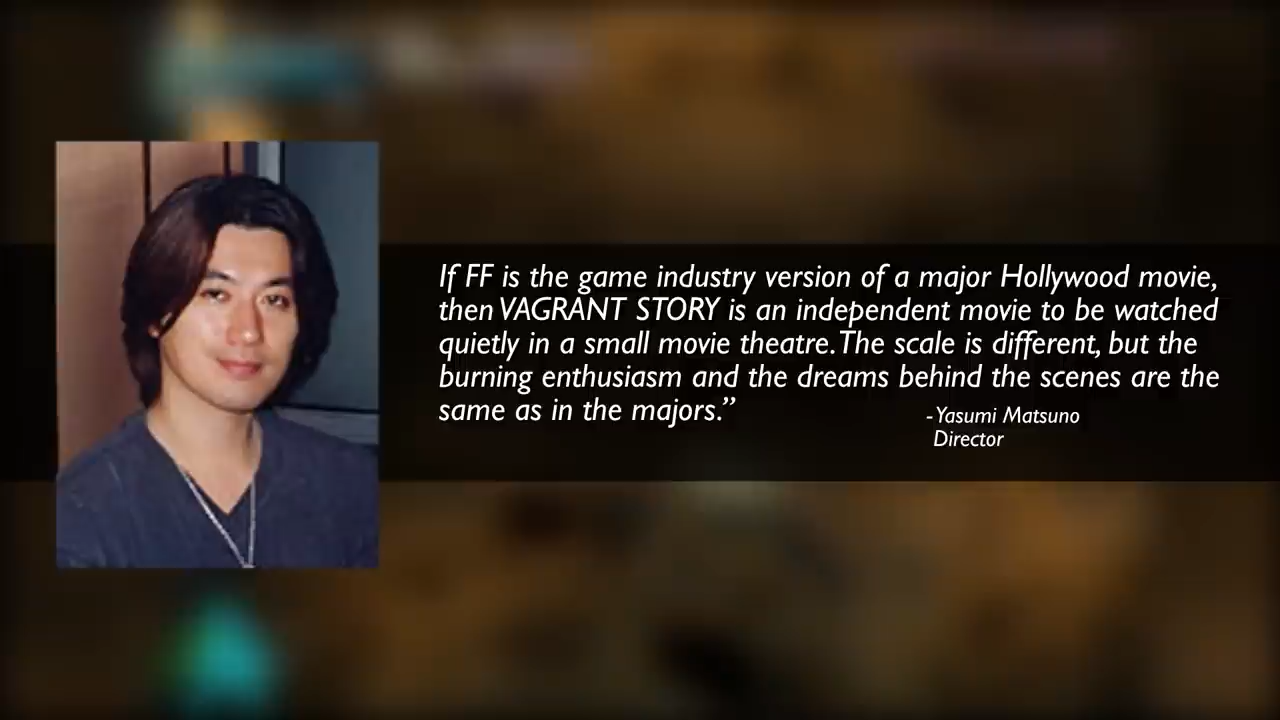 If FF is the game industry version of a major Hollywood movie,
then VAGRANT STORY is an independent movie to be watched
quietly in a small movie theatre. The scale is different, but the
burning enthusiasm and the dreams behind the scenes are the
same as in the majors.”
-Yasumi Matsuno
Director